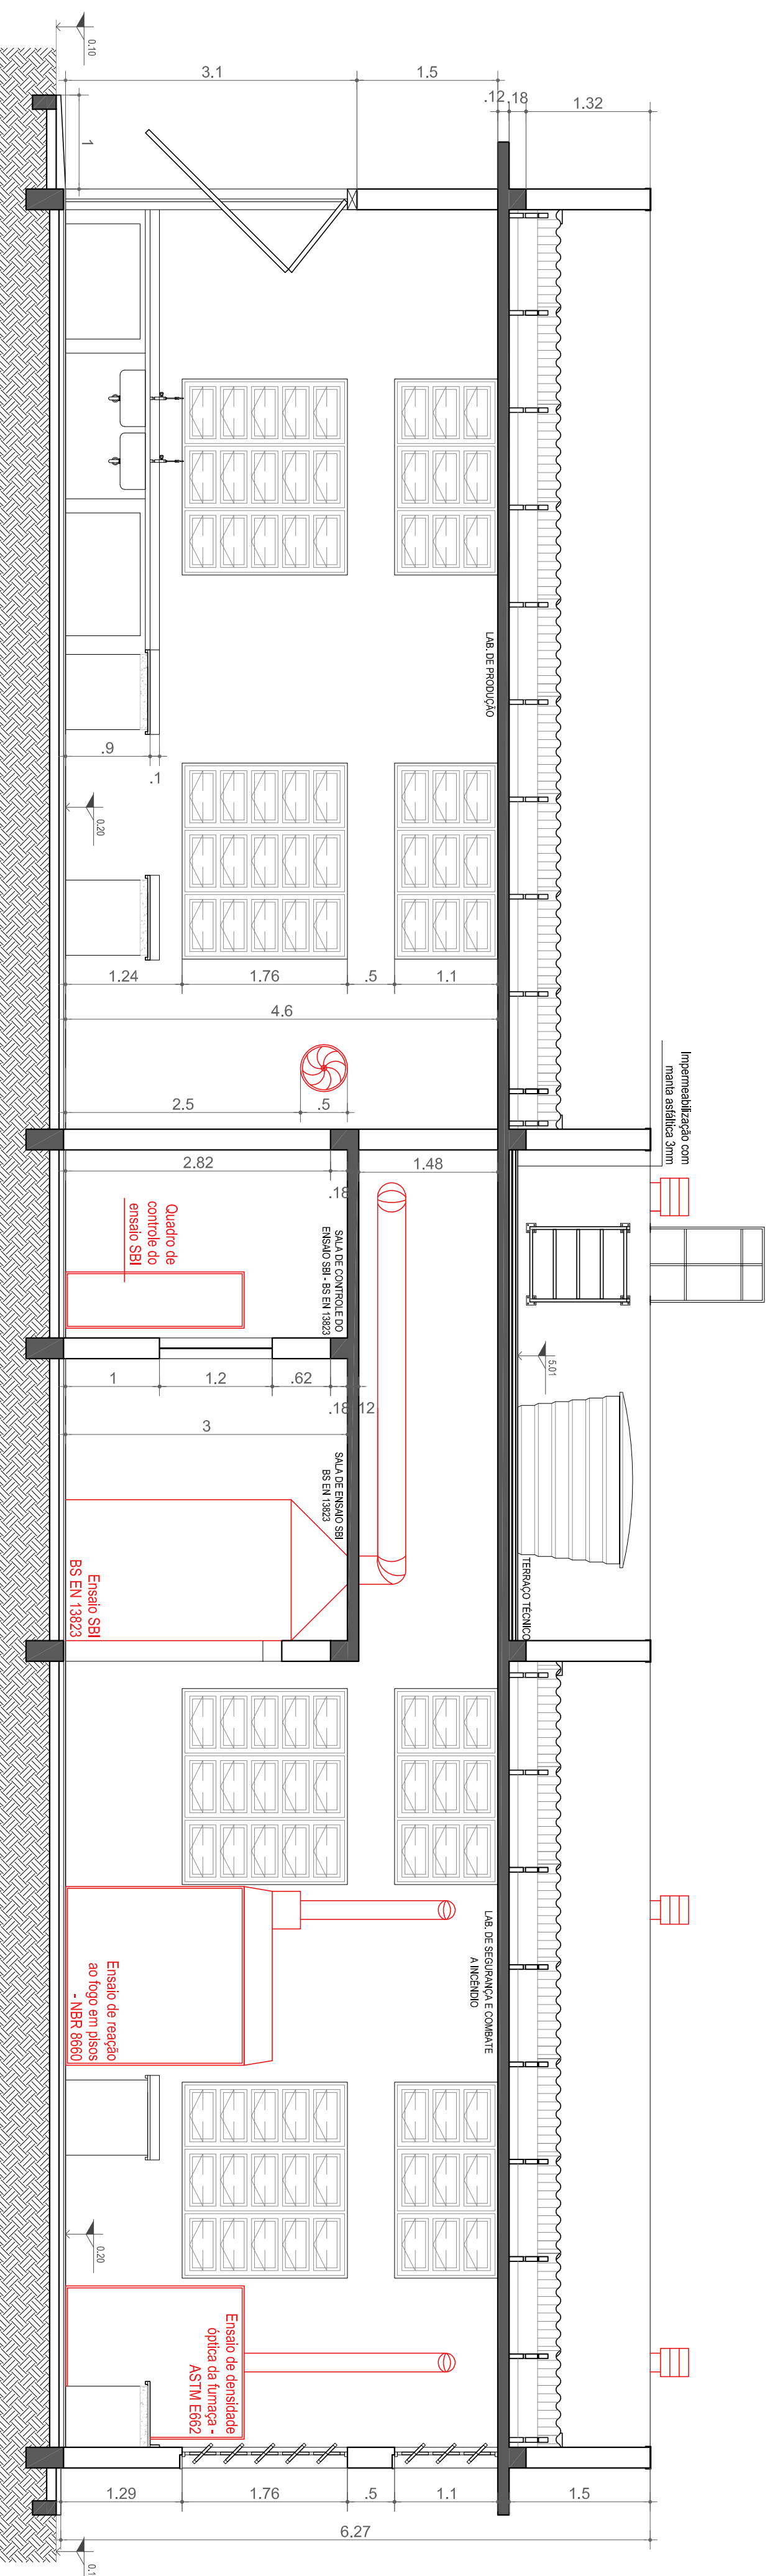 0.10
3.1
1.5
.12
.18
1.32
1
LAB. DE PRODUÇÃO
.9
.1
0.20
1.24
1.76
.5
1.1
4.6
2.5
.5
Impermeabilização com
manta asfáltica 3mm
2.82
.18
1.48
Quadro de
controle do
ensaio SBI
SALA DE CONTROLE DO
ENSAIO SBI - BS EN 13823
5.01
1
1.2
.62
.18
12
3
SALA DE ENSAIO SBI
BS EN 13823
TERRAÇO TÉCNICO
Ensaio SBI
BS EN 13823
LAB. DE SEGURANÇA E COMBATE
A INCÊNDIO
Ensaio de reação
ao fogo em pisos
- NBR 8660
0.20
Ensaio de densidade
óptica da fumaça -
ASTM E662
1.29
1.76
.5
1.1
1.5
6.27